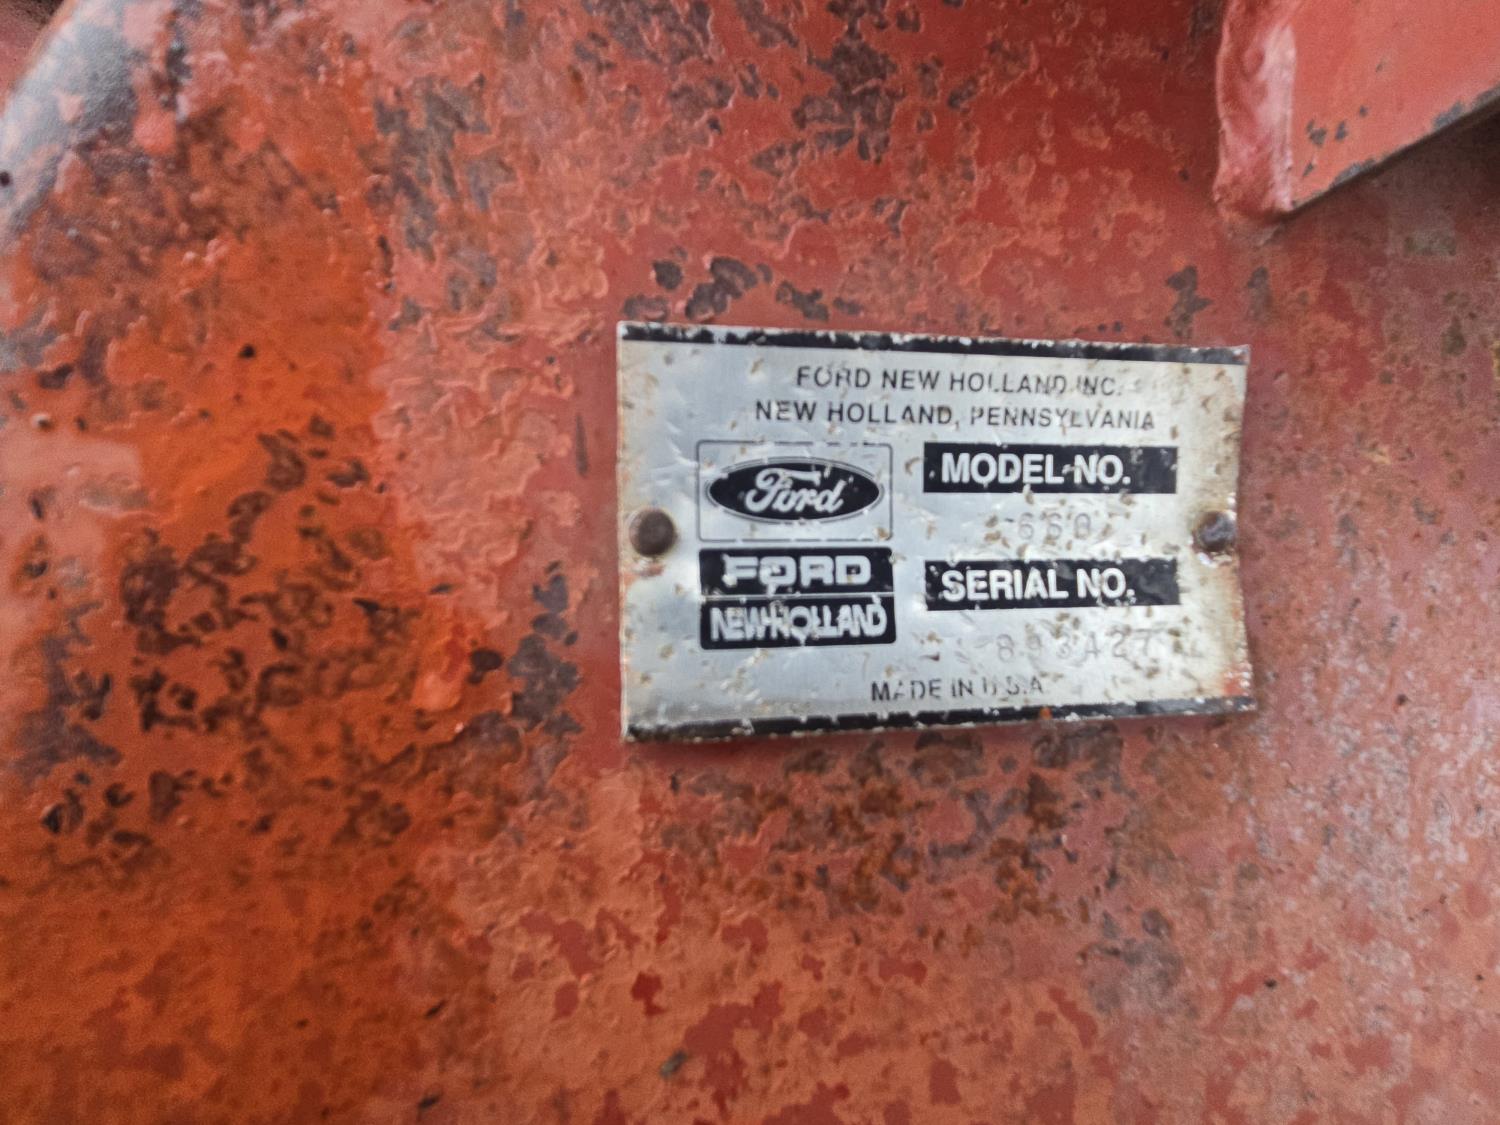 FORD NEW HOLLAND INC.
NEW HOLLAND, PENNSYLVANIA
Ford
FORD
NEW HOLLAND
MODEL NO.
SERIAL NO.
MADE IN U.S.A